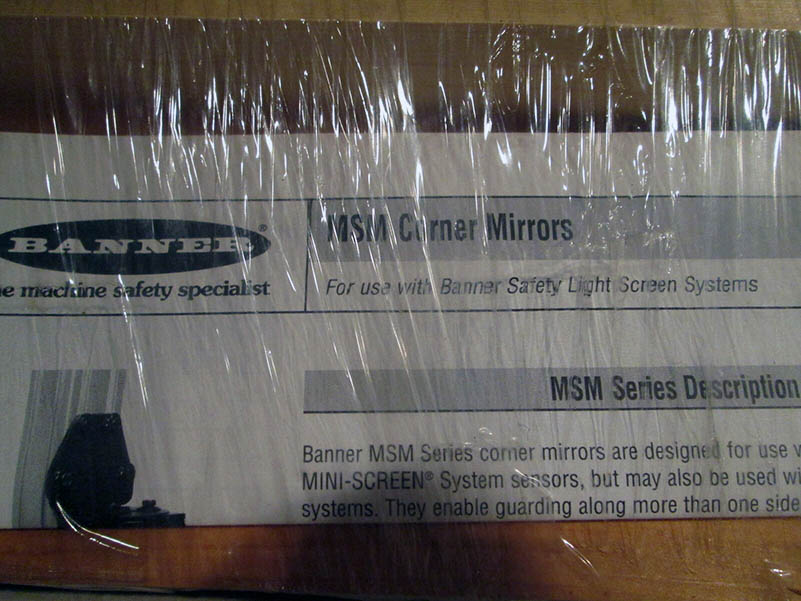 BANNER®
e machine safety specialist
MSM Corner Mirrors
For use with Banner Safety Light Screen Systems
MSM Series Description
Banner MSM Series corner mirrors are designed for use
MINI-SCREEN® System sensors, but may also be used wi
systems. They enable guarding along more than one side